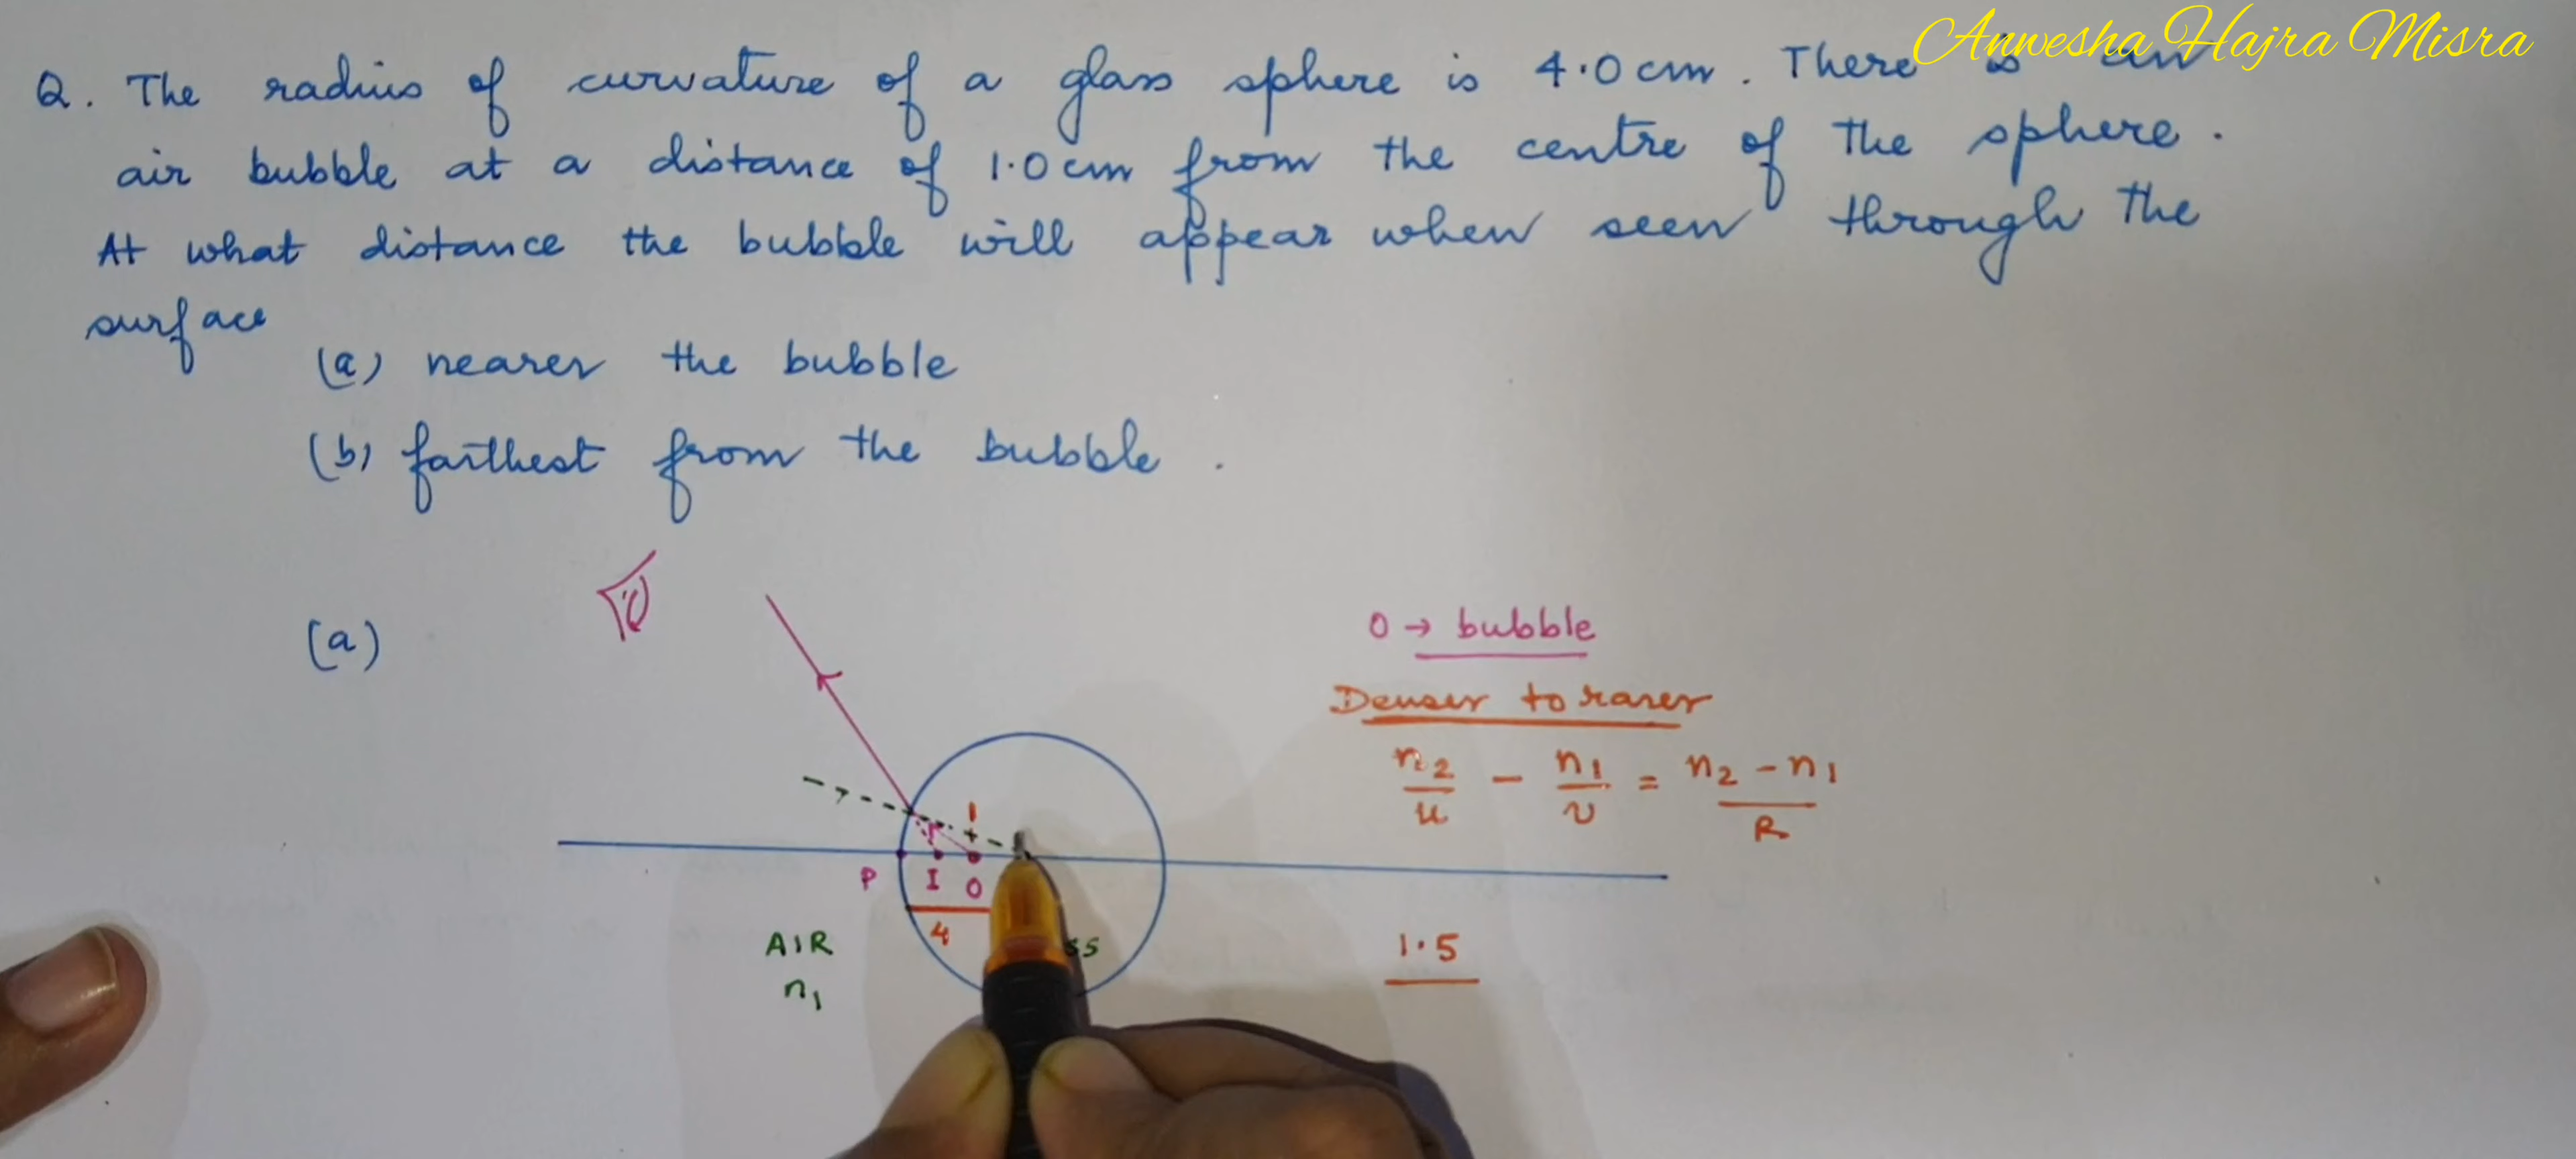 Anwesha Hajra Misra
Q. The radius of curvature of a glass sphere is 4.0 cm. There is an
air bubble at a distance of 1.0 cm from the centre of the sphere.
At what distance the bubble will appear when seen through the
surface
(a) nearer the bubble
(b) farthest from the bubble.
(a)
O → bubble
Denser to rarer
n2/u - n1/v = n2 - n1/R
1
P I O
4
AIR
n1
1.5